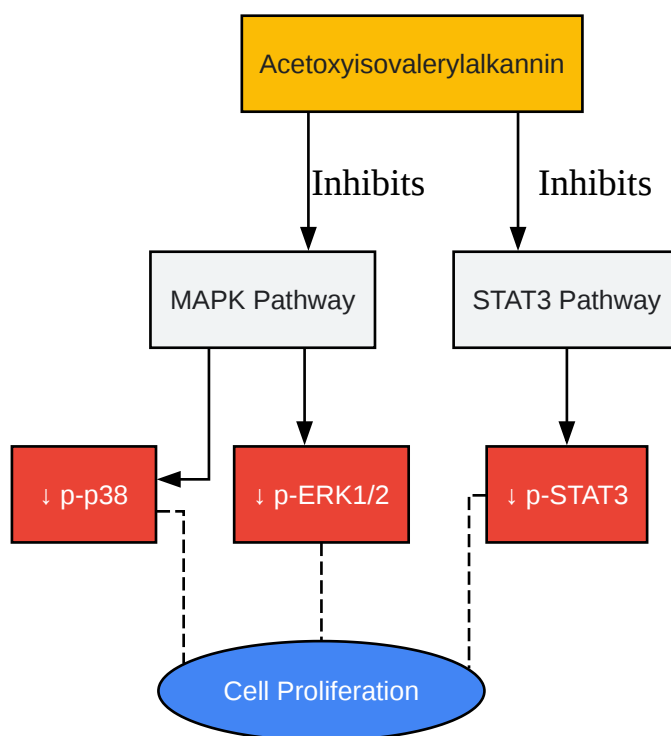 Acetoxyisovalerylalkannin
Inhibits
Inhibits
MAPK Pathway
STAT3 Pathway
↓ p-p38
↓ p-ERK1/2
↓ p-STAT3
Cell Proliferation